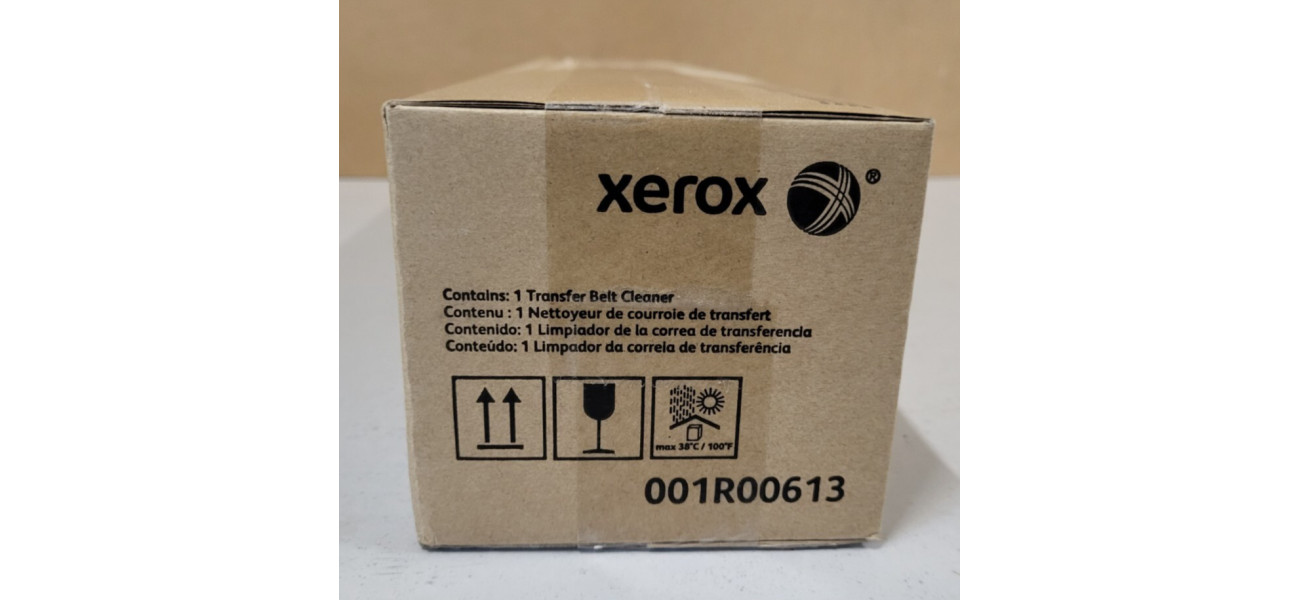 xerox ®
Contains: 1 Transfer Belt Cleaner
Contenu : 1 Nettoyeur de courroie de transfert
Contenido: 1 Limpiador de la correa de transferencia
Conteúdo: 1 Limpador da correia de transferência
max 38°C / 100°F
001R00613